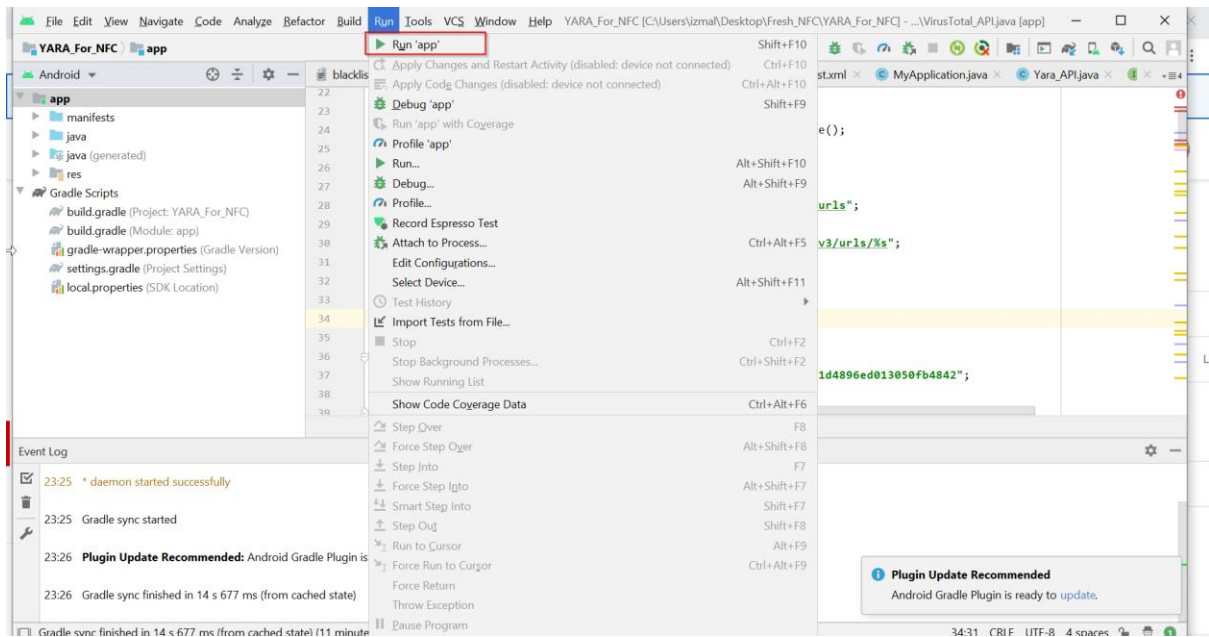 File Edit View Navigate Code Analyze Refactor Build Run Tools VCS Window Help YARA_For_NFC [C:\Users\izmal\Desktop\Fresh_NFC\YARA_For_NFC] - ...\VirusTotal_API.java [app]
YARA_For_NFC app
Android
blacklis
st.xml MyApplication.java Yara_API.java
app
manifests
java
java (generated)
res
Gradle Scripts
build.gradle (Project: YARA_For_NFC)
build.gradle (Module: app)
gradle-wrapper.properties (Gradle Version)
settings.gradle (Project Settings)
local.properties (SDK Location)
22
23
24
25
26
27
28
29
30
31
32
33
34
35
36
37
38
39
Run 'app' Shift+F10
Apply Changes and Restart Activity (disabled: device not connected) Ctrl+F10
Apply Code Changes (disabled: device not connected) Ctrl+Alt+F10
Debug 'app' Shift+F9
Run 'app' with Coverage
Profile 'app'
Run... Alt+Shift+F10
Debug... Alt+Shift+F9
Profile...
Record Espresso Test
Attach to Process... Ctrl+Alt+F5
Edit Configurations...
Select Device... Alt+Shift+F11
Test History
Import Tests from File...
Stop Ctrl+F2
Stop Background Processes... Ctrl+Shift+F2
Show Running List
Show Code Coverage Data Ctrl+Alt+F6
Step Over F8
Force Step Over Alt+Shift+F8
Step Into F7
Force Step Into Alt+Shift+F7
Smart Step Into Shift+F7
Step Out Shift+F8
Run to Cursor Alt+F9
Force Run to Cursor Ctrl+Alt+F9
Force Return
Throw Exception
Pause Program
e();
urls";
v3/urls/%s";
1d4896ed013050fb4842";
Event Log
23:25 * daemon started successfully
23:25 Gradle sync started
23:26 Plugin Update Recommended: Android Gradle Plugin is
23:26 Gradle sync finished in 14 s 677 ms (from cached state)
Plugin Update Recommended
Android Gradle Plugin is ready to update.
Gradle sync finished in 14 s 677 ms (from cached state) (11 minute
34:31 CRLF UTF-8 4 spaces